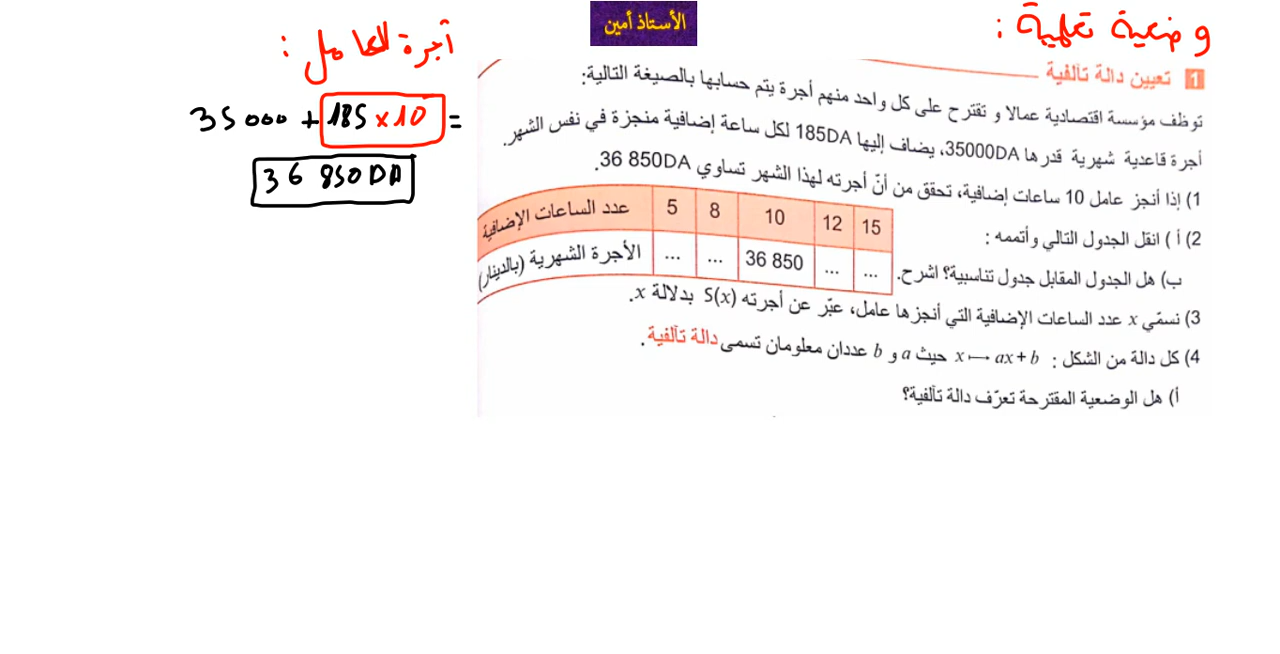 الأستاذ أمين
وضعية تعلمية :
1 تعيين دالة تآلفية
توظف مؤسسة اقتصادية عمالا و تقترح على كل واحد منهم أجرة يتم حسابها بالصيغة التالية:
أجرة قاعدية شهرية قدرها 35000DA، يضاف إليها 185DA لكل ساعة إضافية منجزة في نفس الشهر.
1) إذا أنجز عامل 10 ساعات إضافية، تحقق من أنّ أجرته لهذا الشهر تساوي 36 850DA.
2) أ ) انقل الجدول التالي وأتممه :
ب) هل الجدول المقابل جدول تناسبية؟ اشرح.
عدد الساعات الإضافية 5 8 10 12 15
الأجرة الشهرية (بالدينار) ... ... 36 850 ... ...
3) نسمّي x عدد الساعات الإضافية التي أنجزها عامل، عبّر عن أجرته S(x) بدلالة x.
4) كل دالة من الشكل : x ⟼ ax + b حيث a و b عددان معلومان تسمى دالة تآلفية .
أ) هل الوضعية المقترحة تعرّف دالة تآلفية؟
أجرة العامل :
35000 + 185 × 10 =
36 850 DA